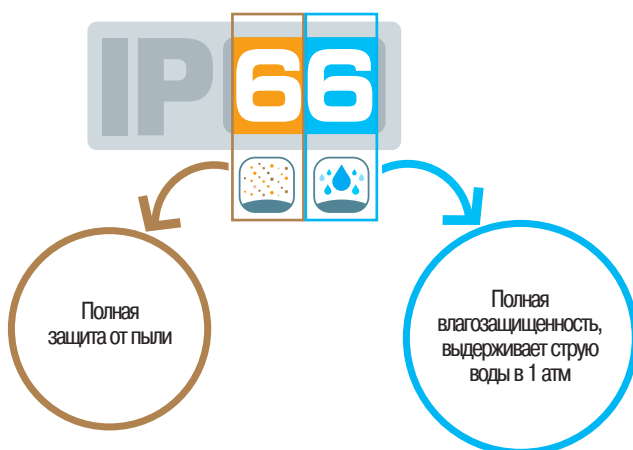 IP66
Полная
защита от пыли
Полная
влагозащищенность,
выдерживает струю
воды в 1 атм